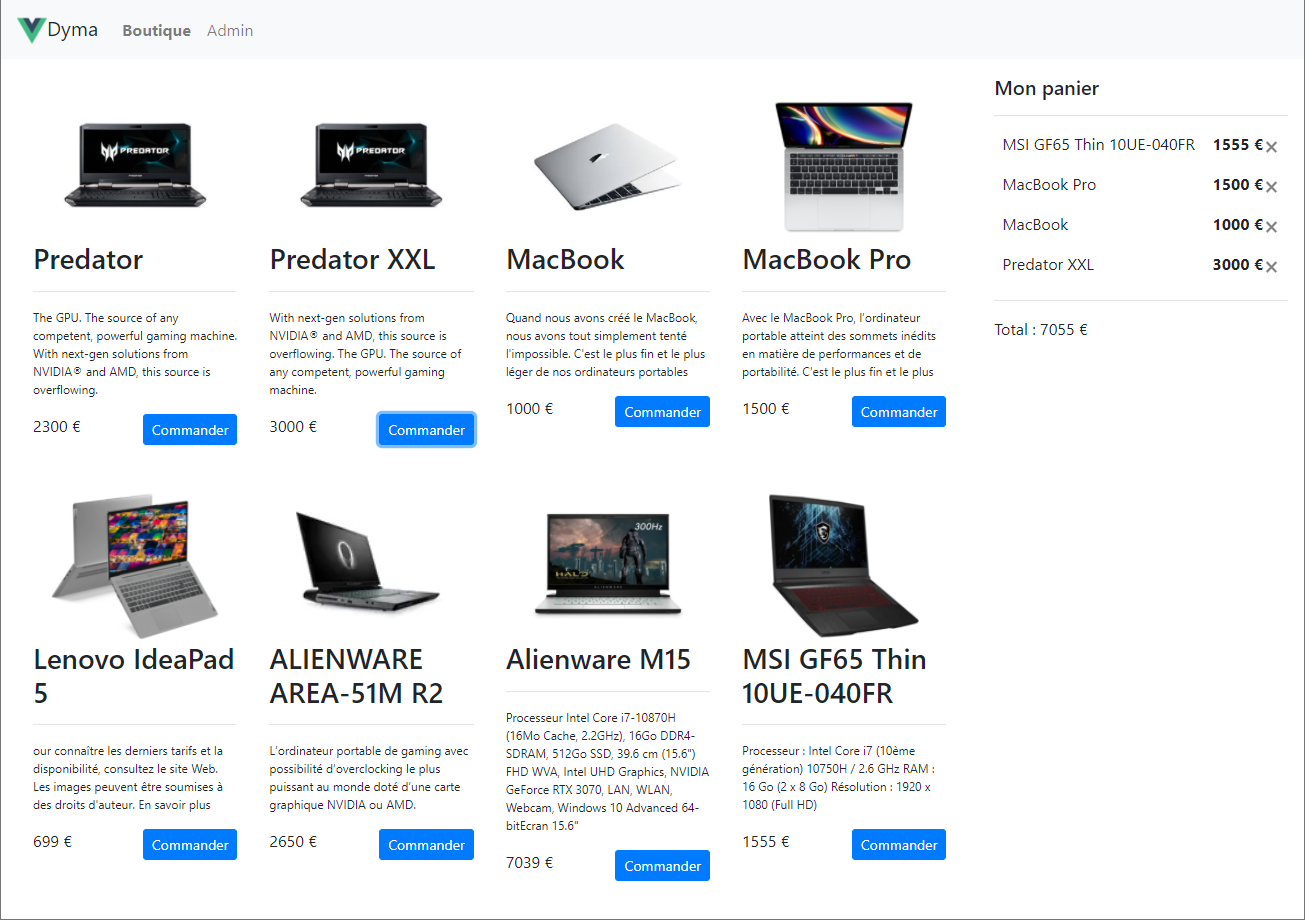 Dyma Boutique Admin
PREDATOR
Predator
The GPU. The source of any
competent, powerful gaming machine.
With next-gen solutions from
NVIDIA® and AMD, this source is
overflowing.
2300 €
Commander
PREDATOR
Predator XXL
With next-gen solutions from
NVIDIA® and AMD, this source is
overflowing. The GPU. The source of
any competent, powerful gaming
machine.
3000 €
Commander
MacBook
Quand nous avons créé le MacBook,
nous avons tout simplement tenté
l'impossible. C'est le plus fin et le plus
léger de nos ordinateurs portables
1000 €
Commander
MacBook Pro
Avec le MacBook Pro, l’ordinateur
portable atteint des sommets inédits
en matière de performances et de
portabilité. C'est le plus fin et le plus
1500 €
Commander
Lenovo IdeaPad
5
our connaître les derniers tarifs et la
disponibilité, consultez le site Web.
Les images peuvent être soumises à
des droits d'auteur. En savoir plus
699 €
Commander
ALIENWARE
AREA-51M R2
L'ordinateur portable de gaming avec
possibilité d’overclocking le plus
puissant au monde doté d’une carte
graphique NVIDIA ou AMD.
2650 €
Commander
300Hz
HALO
ALIENWARE
Alienware M15
Processeur Intel Core i7-10870H
(16Mo Cache, 2.2GHz), 16Go DDR4-
SDRAM, 512Go SSD, 39.6 cm (15.6")
FHD WVA, Intel UHD Graphics, NVIDIA
GeForce RTX 3070, LAN, WLAN,
Webcam, Windows 10 Advanced 64-
bitEcran 15.6"
7039 €
Commander
MSI GF65 Thin
10UE-040FR
Processeur : Intel Core i7 (10ème
génération) 10750H / 2.6 GHz RAM :
16 Go (2 x 8 Go) Résolution : 1920 x
1080 (Full HD)
1555 €
Commander
Mon panier
MSI GF65 Thin 10UE-040FR 1555 €
MacBook Pro 1500 €
MacBook 1000 €
Predator XXL 3000 €
Total : 7055 €